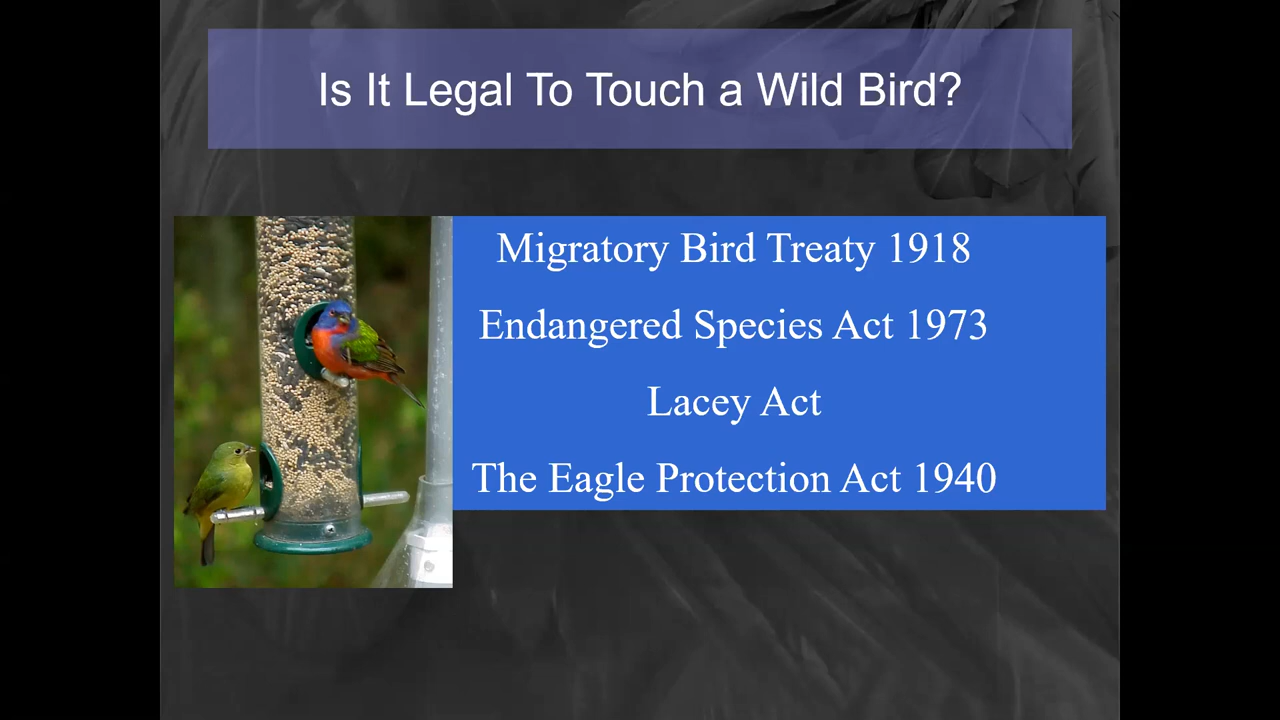 Is It Legal To Touch a Wild Bird?
Migratory Bird Treaty 1918
Endangered Species Act 1973
Lacey Act
The Eagle Protection Act 1940